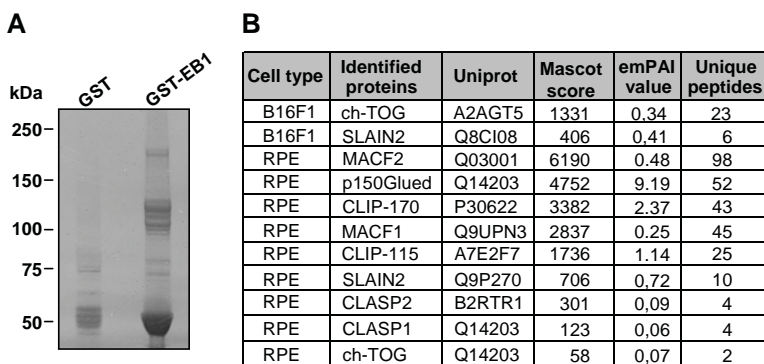 A
B
GST
GST-EB1
kDa
250
150
100
75
50
Cell type Identified proteins Uniprot Mascot score emPAI value Unique peptides
B16F1 ch-TOG A2AGT5 1331 0,34 23
B16F1 SLAIN2 Q8CI08 406 0,41 6
RPE MACF2 Q03001 6190 0.48 98
RPE p150Glued Q14203 4752 9.19 52
RPE CLIP-170 P30622 3382 2.37 43
RPE MACF1 Q9UPN3 2837 0.25 45
RPE CLIP-115 A7E2F7 1736 1.14 25
RPE SLAIN2 Q9P270 706 0,72 10
RPE CLASP2 B2RTR1 301 0,09 4
RPE CLASP1 Q14203 123 0,06 4
RPE ch-TOG Q14203 58 0,07 2